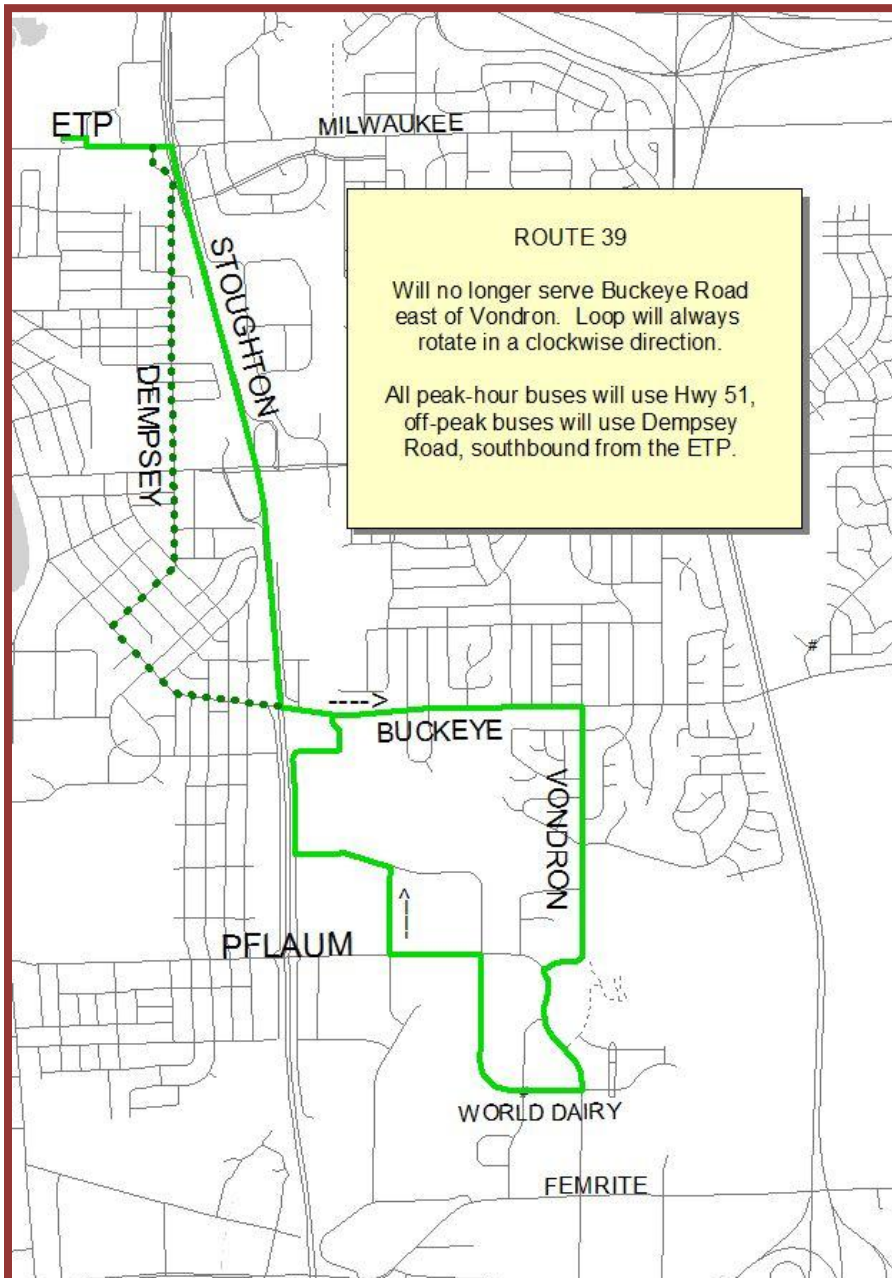 ETP
MILWAUKEE
ROUTE 39
Will no longer serve Buckeye Road
east of Vondron. Loop will always
rotate in a clockwise direction.
All peak-hour buses will use Hwy 51,
off-peak buses will use Dempsey
Road, southbound from the ETP.
STOUGHTON
DEMPSEY
#
---->
BUCKEYE
VONDRON
---->
PFLAUM
WORLD DAIRY
FEMRITE